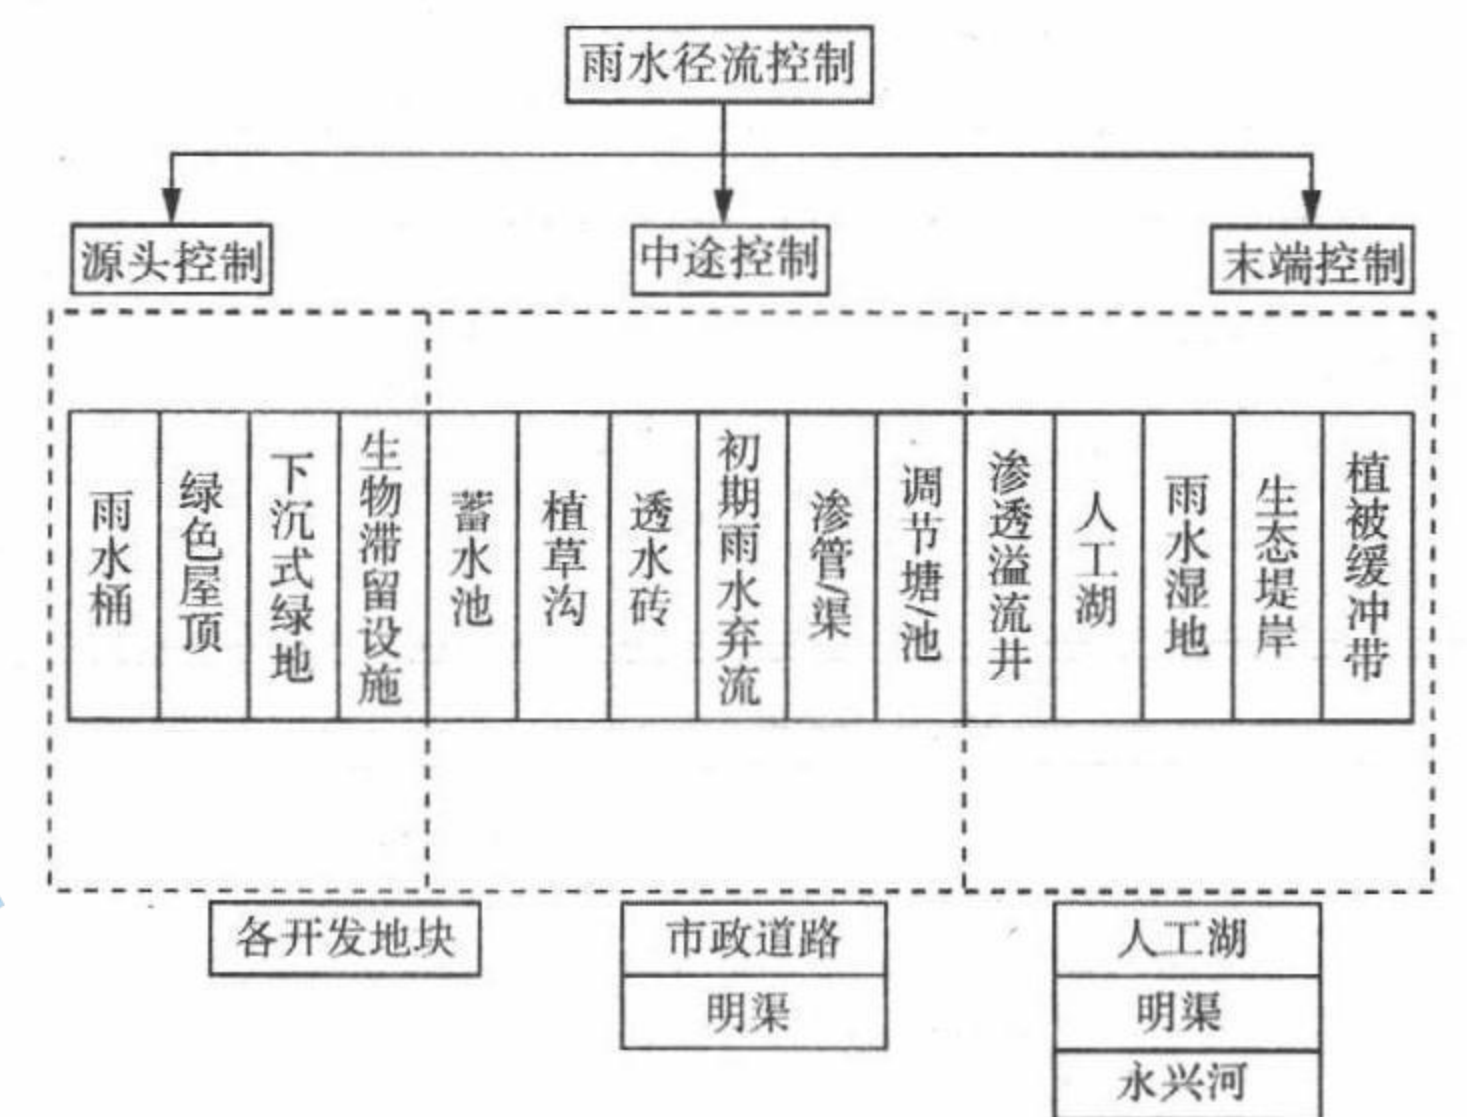 雨水径流控制
源头控制
中途控制
末端控制
雨水桶
绿色屋顶
下沉式绿地
生物滞留设施
蓄水池
植草沟
透水砖
初期雨水弃流
渗管/渠
调节塘/池
渗透溢流井
人工湖
雨水湿地
生态堤岸
植被缓冲带
各开发地块
市政道路
明渠
人工湖
明渠
永兴河